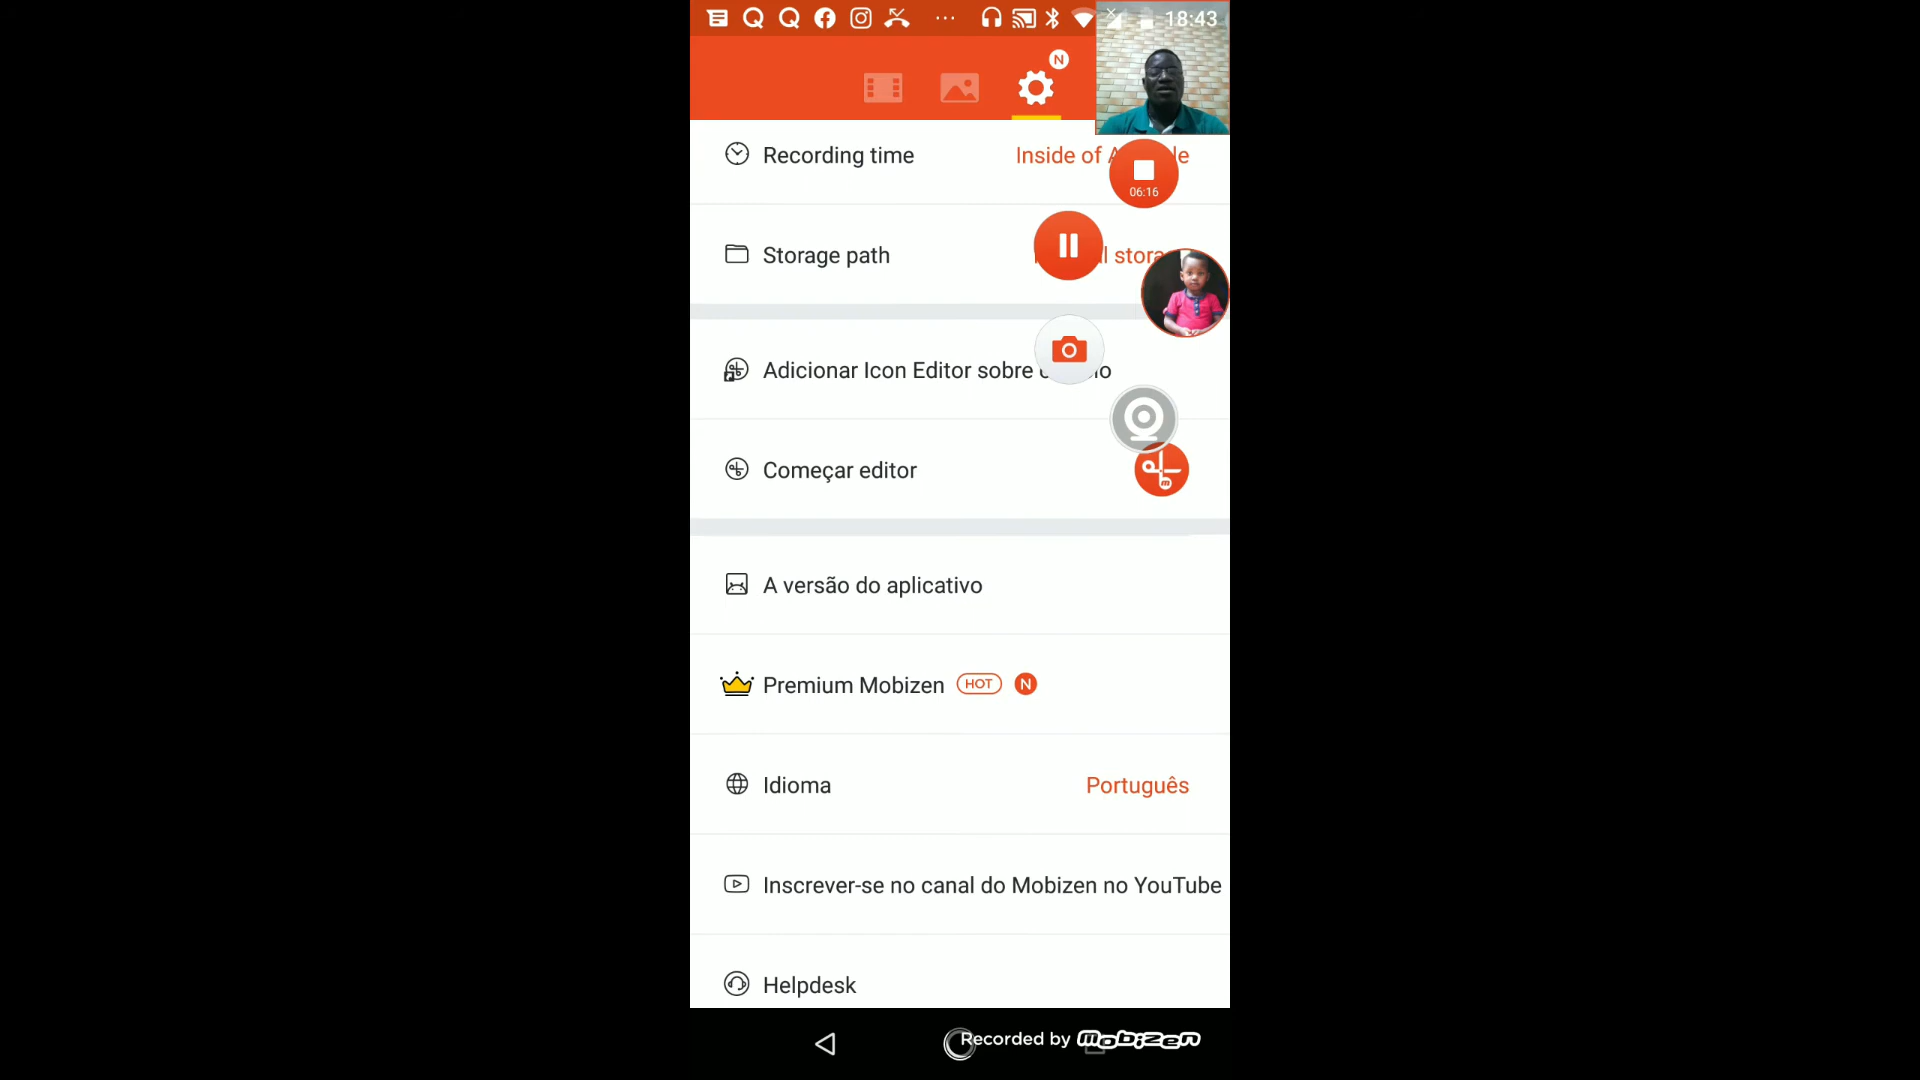 18:43
N
Recording time
Inside of
06:16
Storage path
Adicionar Icon Editor sobre
Começar editor
A versão do aplicativo
Premium Mobizen HOT N
Idioma Português
Inscrever-se no canal do Mobizen no YouTube
Helpdesk
Recorded by mobizen